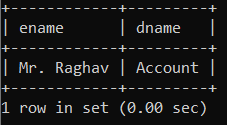 +------------+---------+
| ename      | dname   |
+------------+---------+
| Mr. Raghav | Account |
+------------+---------+
1 row in set (0.00 sec)